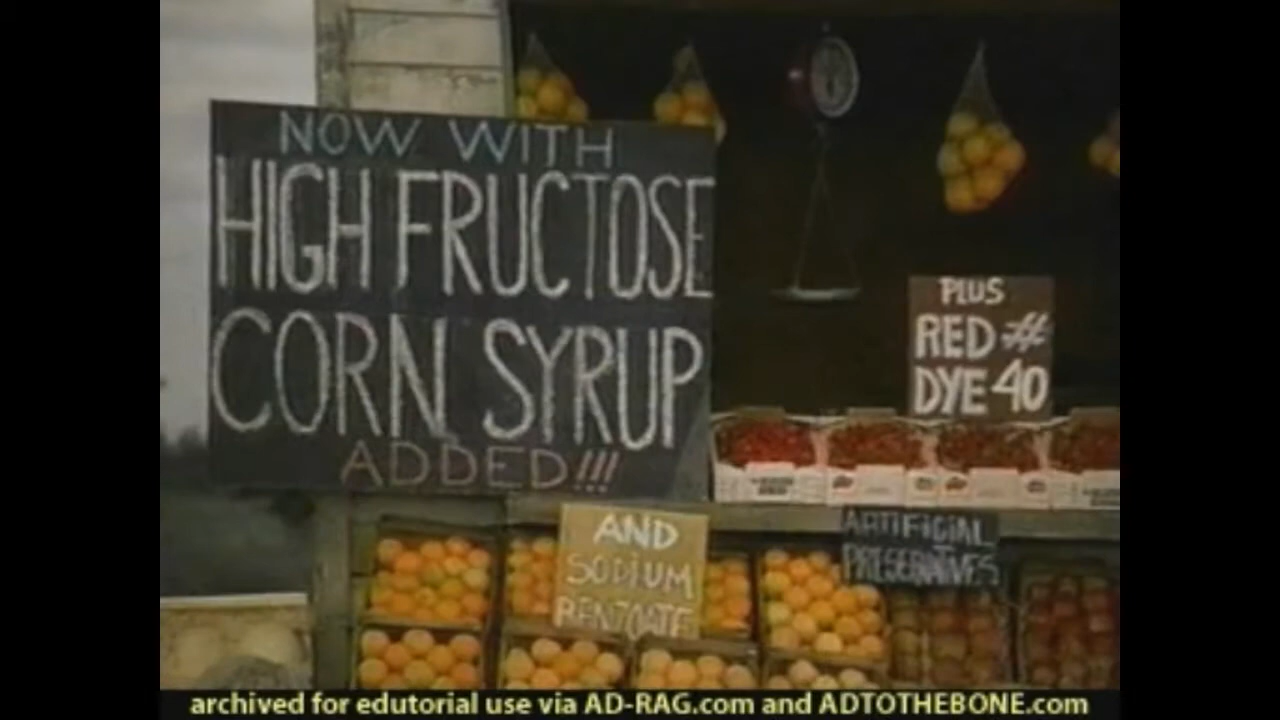 NOW WITH
HIGH FRUCTOSE
CORN SYRUP
ADDED!!!
PLUS
RED #
DYE 40
AND
SODIUM
BENZOATE
ARTIFICIAL
PRESERVATIVES
archived for edutorial use via AD-RAG.com and ADTOTHEBONE.com